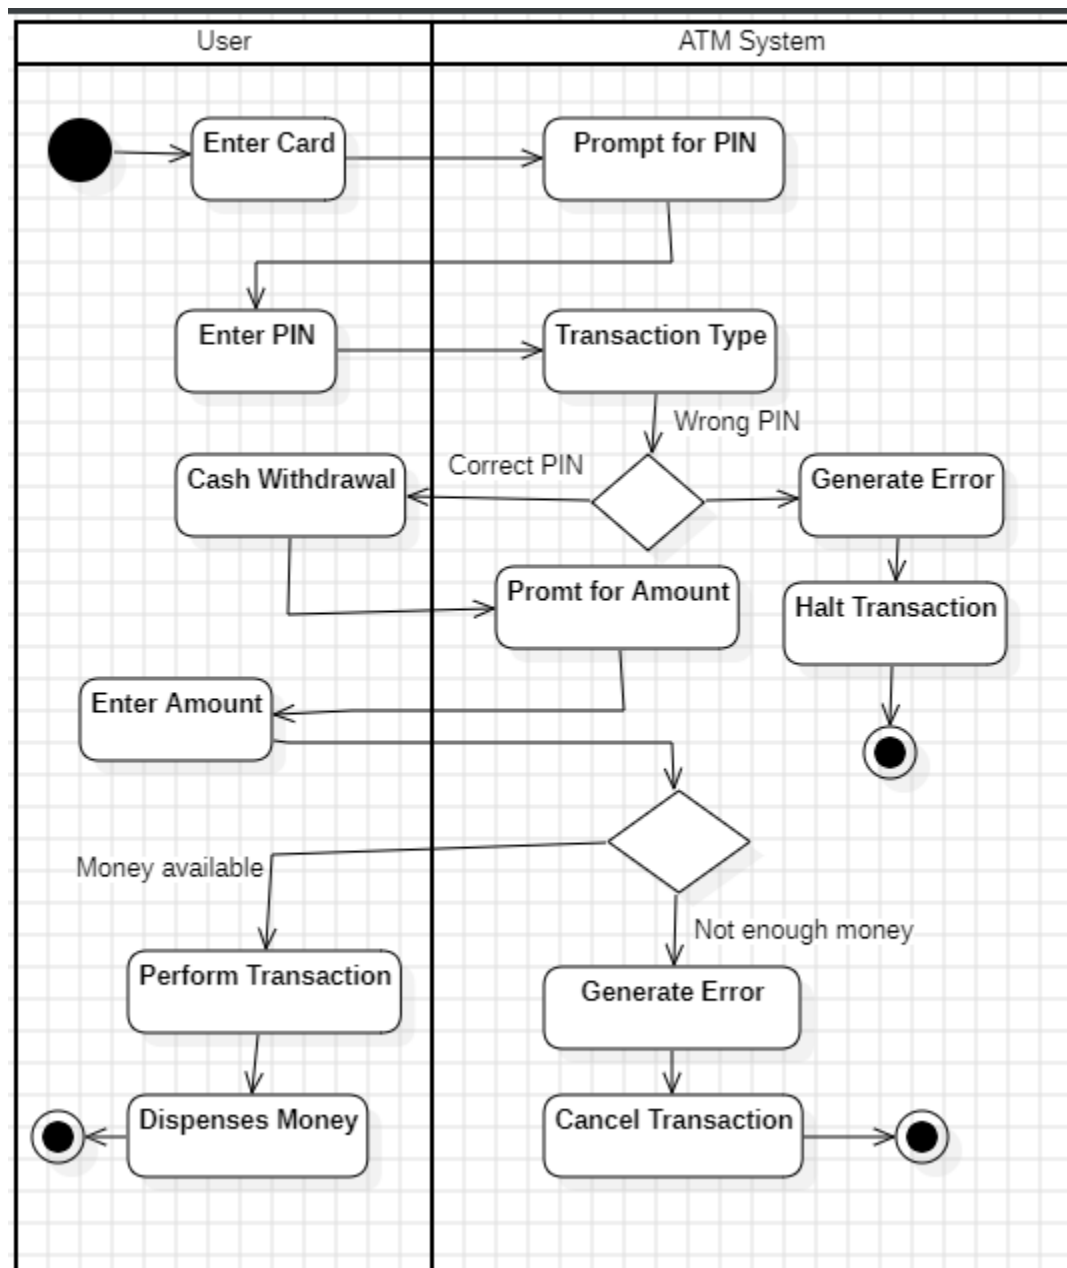 User
ATM System
Enter Card
Prompt for PIN
Enter PIN
Transaction Type
Wrong PIN
Correct PIN
Cash Withdrawal
Generate Error
Promt for Amount
Halt Transaction
Enter Amount
Money available
Not enough money
Perform Transaction
Generate Error
Dispenses Money
Cancel Transaction